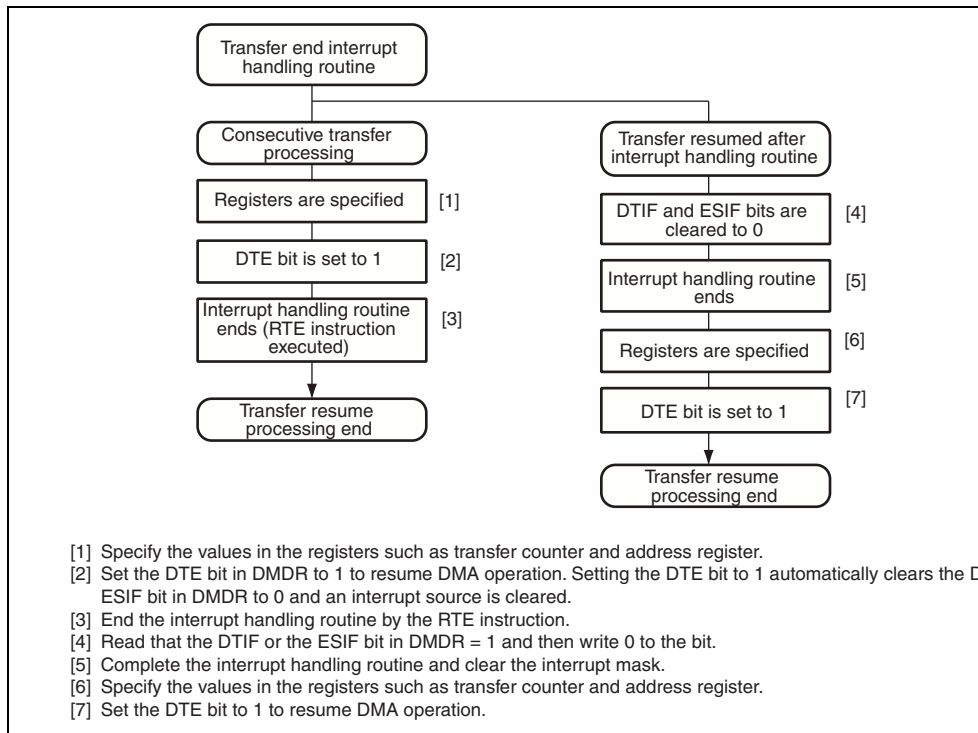 Transfer end interrupt
handling routine
Consecutive transfer
processing
Registers are specified
[1]
DTE bit is set to 1
[2]
Interrupt handling routine
ends (RTE instruction
executed)
[3]
Transfer resume
processing end
Transfer resumed after
interrupt handling routine
DTIF and ESIF bits are
cleared to 0
[4]
Interrupt handling routine
ends
[5]
Registers are specified
[6]
DTE bit is set to 1
[7]
Transfer resume
processing end
[1] Specify the values in the registers such as transfer counter and address register.
[2] Set the DTE bit in DMDR to 1 to resume DMA operation. Setting the DTE bit to 1 automatically clears the
ESIF bit in DMDR to 0 and an interrupt source is cleared.
[3] End the interrupt handling routine by the RTE instruction.
[4] Read that the DTIF or the ESIF bit in DMDR = 1 and then write 0 to the bit.
[5] Complete the interrupt handling routine and clear the interrupt mask.
[6] Specify the values in the registers such as transfer counter and address register.
[7] Set the DTE bit to 1 to resume DMA operation.